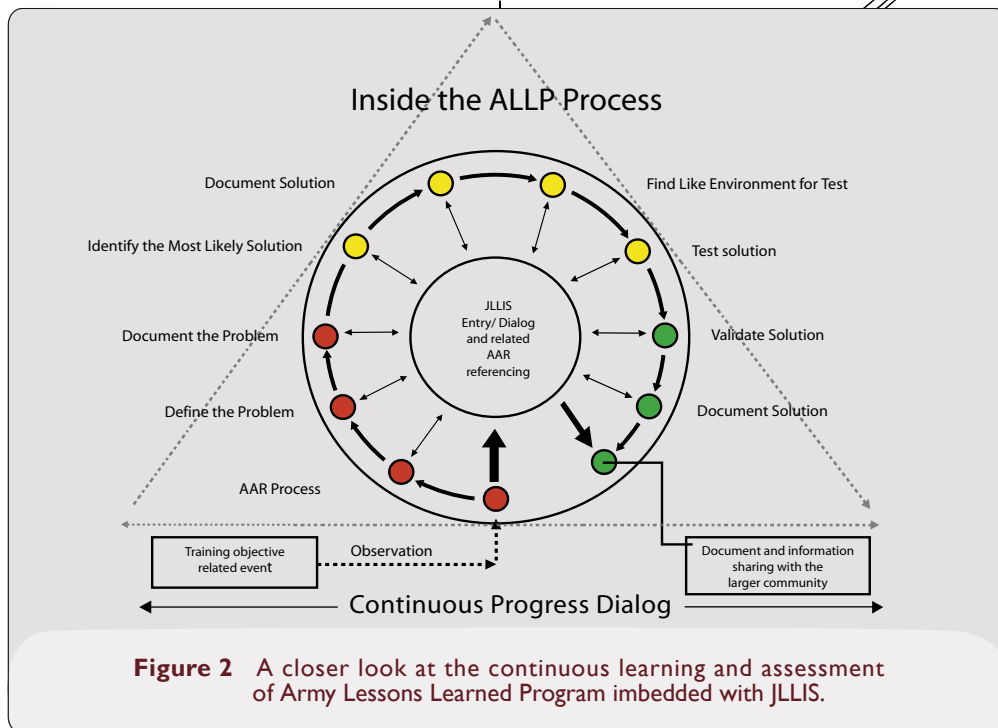 Inside the ALLP Process
Document Solution
Find Like Environment for Test
Identify the Most Likely Solution
Test solution
JLLIS
Entry/ Dialog
and related
AAR
referencing
Document the Problem
Validate Solution
Define the Problem
Document Solution
AAR Process
Training objective
related event
Observation
Document and information
sharing with the
larger community
Continuous Progress Dialog
Figure 2 A closer look at the continuous learning and assessment
of Army Lessons Learned Program imbedded with JLLIS.